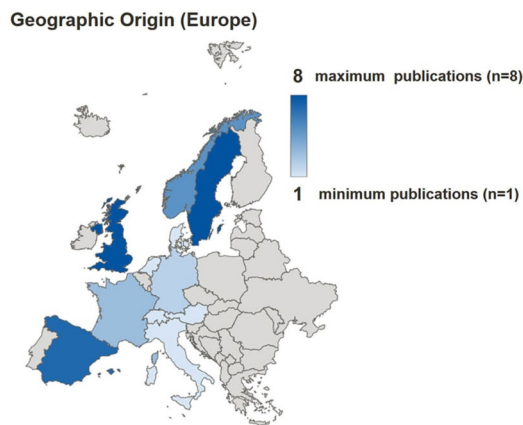 Geographic Origin (Europe)
8 maximum publications (n=8)
1 minimum publications (n=1)